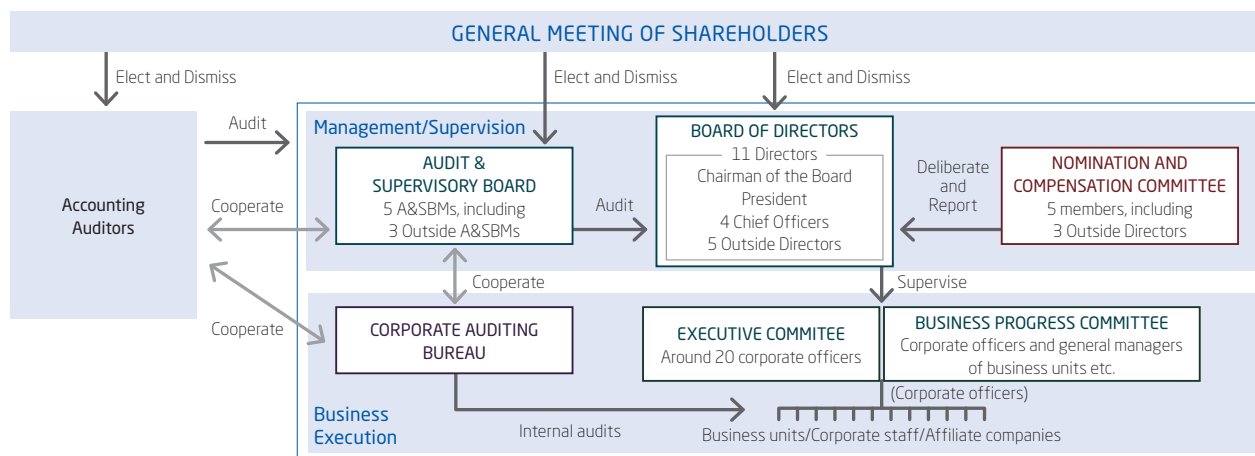 GENERAL MEETING OF SHAREHOLDERS
Elect and Dismiss
Elect and Dismiss
Elect and Dismiss
Accounting
Auditors
Audit
Cooperate
Cooperate
Management/Supervision
AUDIT &
SUPERVISORY BOARD
5 A&SBMs, including
3 Outside A&SBMs
Audit
BOARD OF DIRECTORS
11 Directors
Chairman of the Board
President
4 Chief Officers
5 Outside Directors
Deliberate
and
Report
NOMINATION AND
COMPENSATION COMMITTEE
5 members, including
3 Outside Directors
Cooperate
Supervise
CORPORATE AUDITING
BUREAU
EXECUTIVE COMMITEE
Around 20 corporate officers
BUSINESS PROGRESS COMMITTEE
Corporate officers and general managers
of business units etc.
(Corporate officers)
Business
Execution
Internal audits
Business units/Corporate staff/Affiliate companies